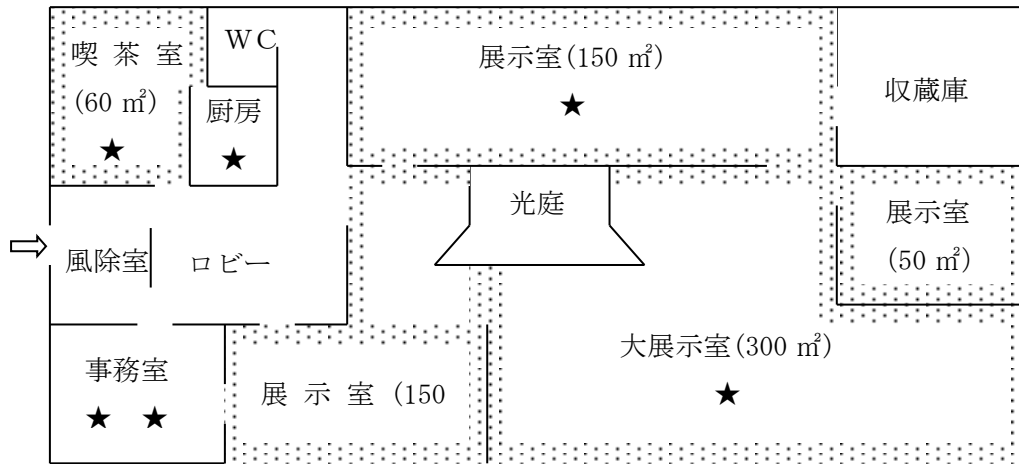 喫 茶 室
(60 ㎡)
★
WC
厨房
★
展示室(150 ㎡)
★
収蔵庫
光庭
展示室
(50 ㎡)
風除室
ロビー
大展示室(300 ㎡)
★
事務室
★ ★
展 示 室 (150